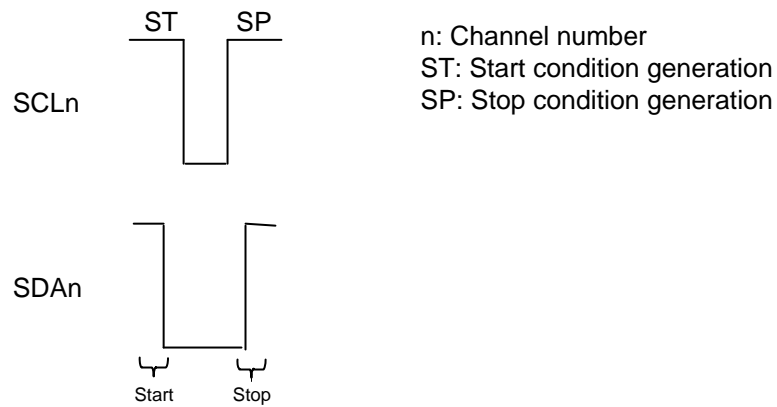 ST SP
n: Channel number
ST: Start condition generation
SP: Stop condition generation
SCLn
SDAn
Start Stop